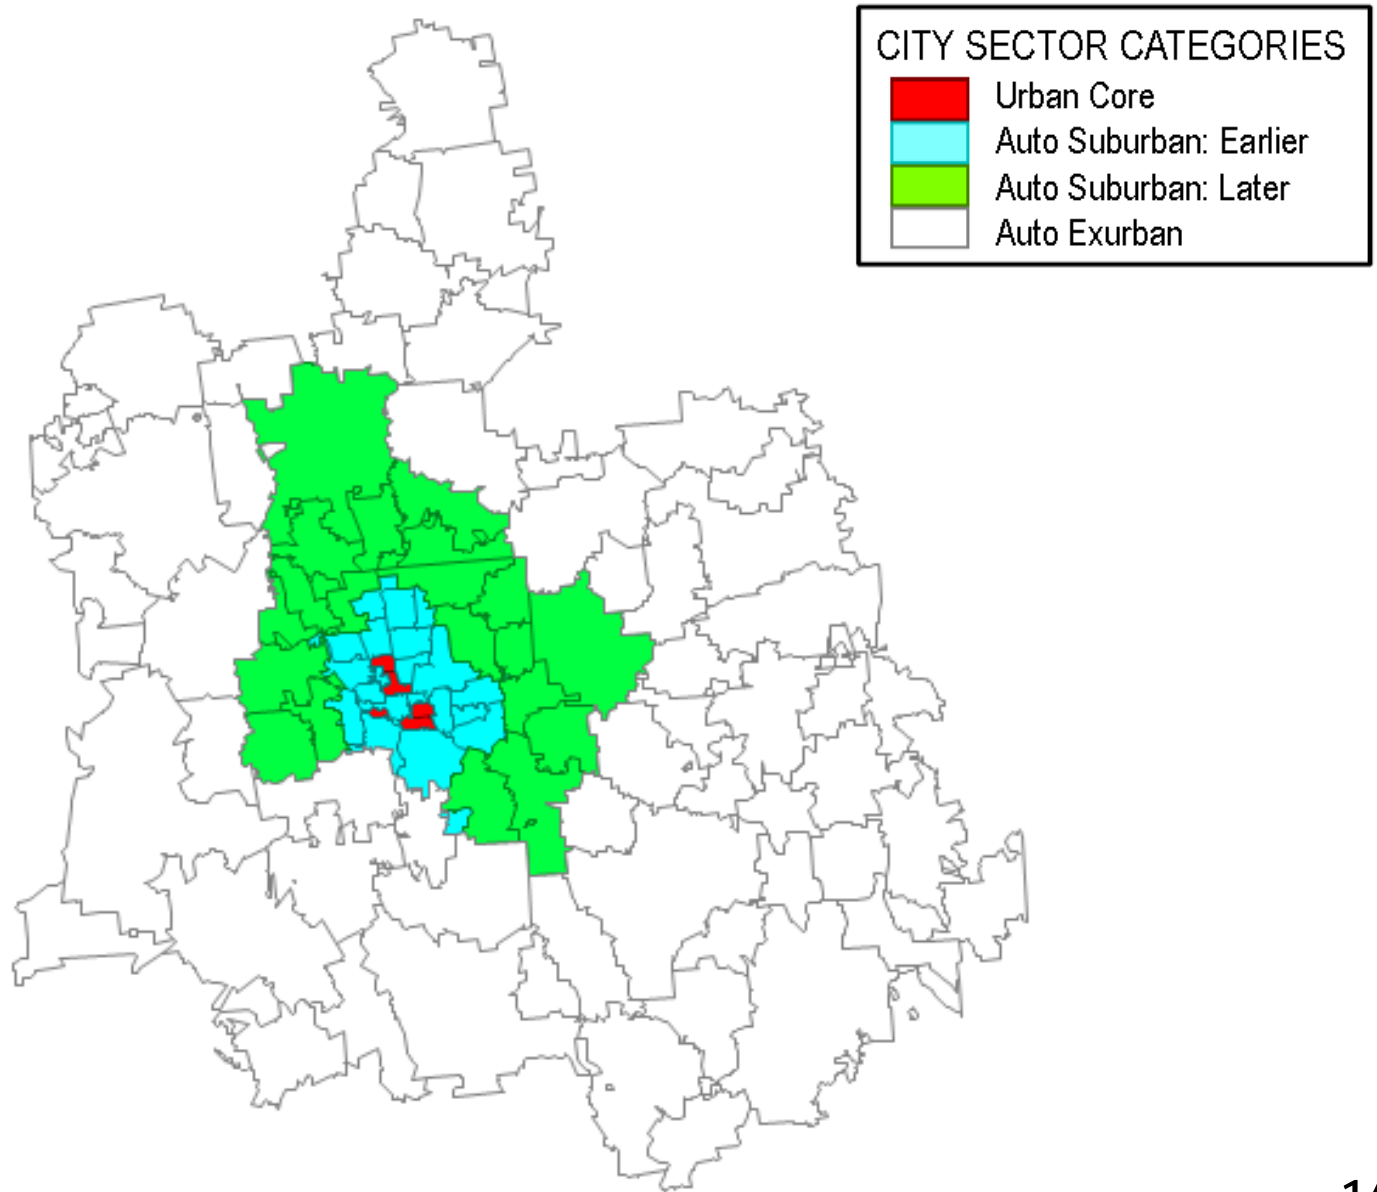 CITY SECTOR CATEGORIES
Urban Core
Auto Suburban: Earlier
Auto Suburban: Later
Auto Exurban